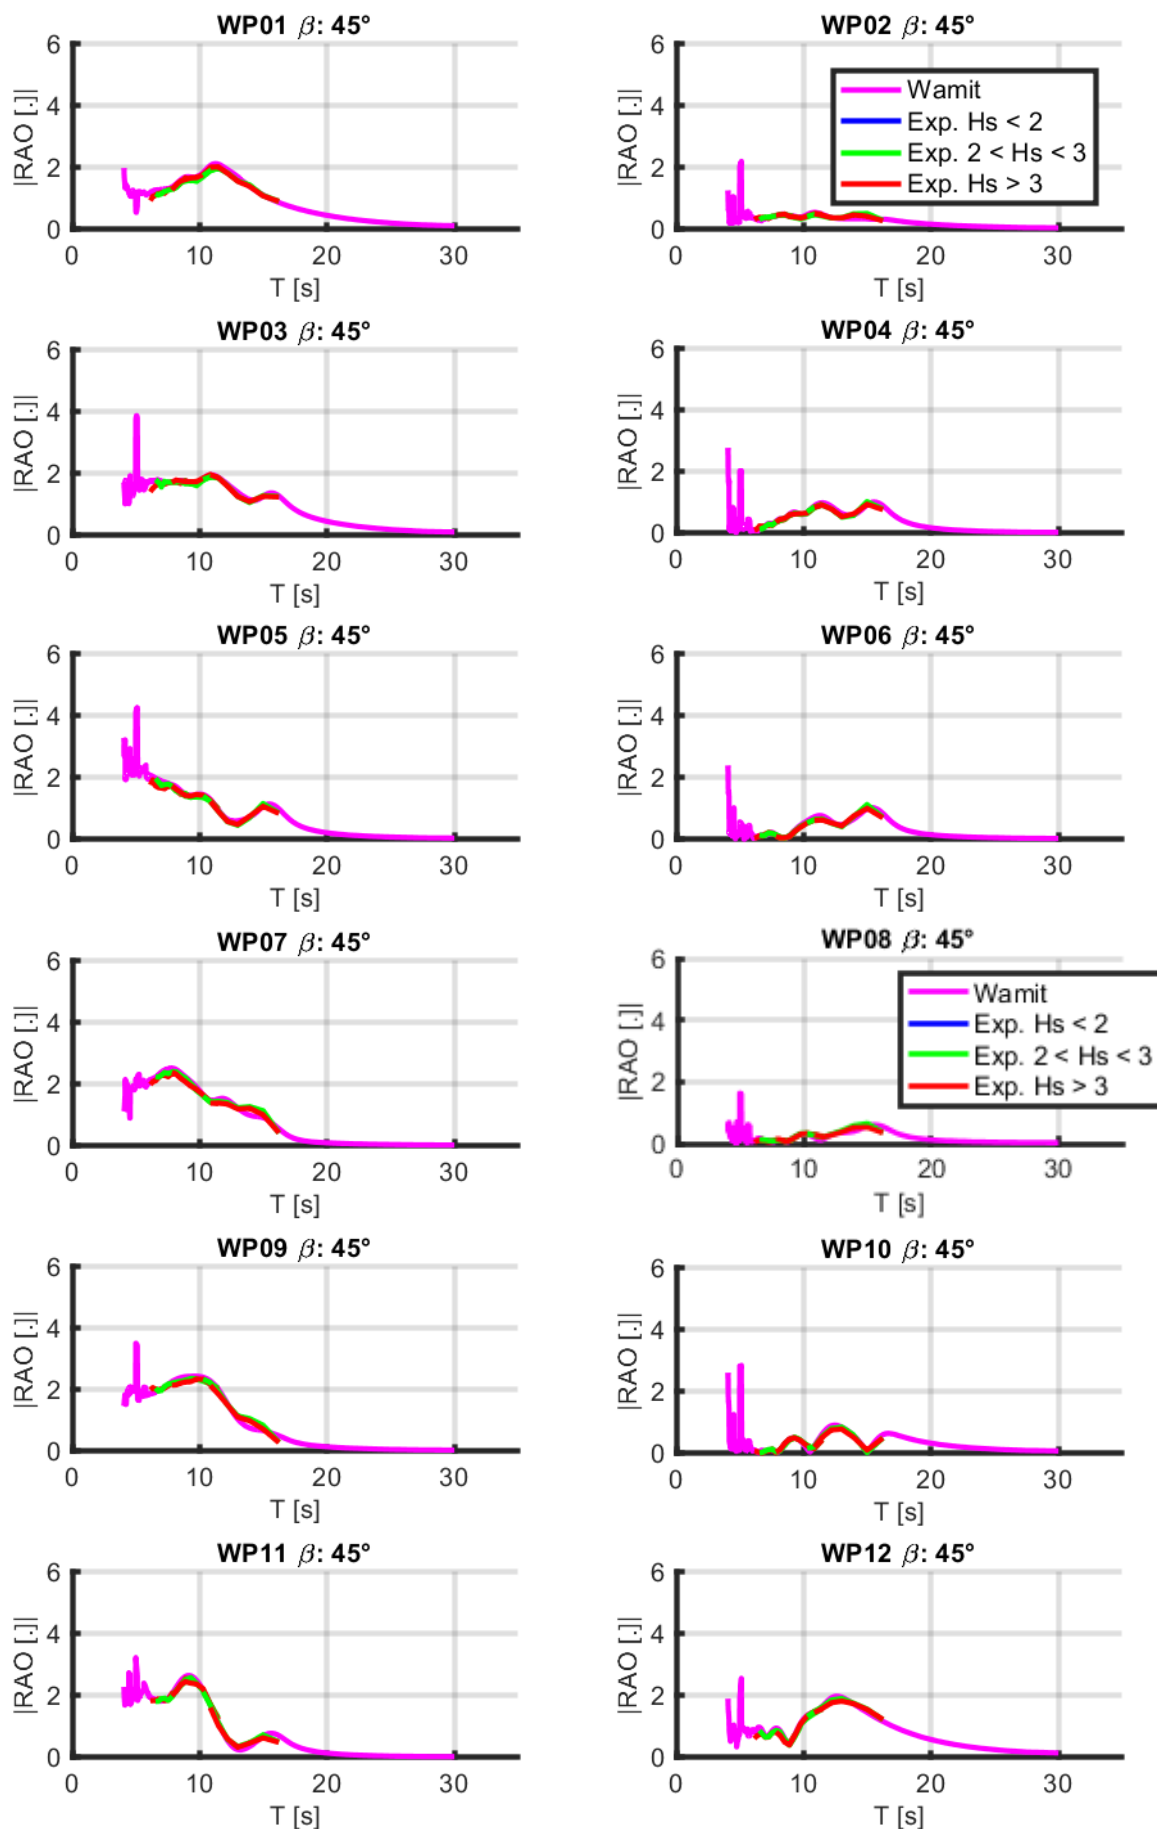 WP01 β: 45°
6
4
2
0
|RAO [.]|
0 10 20 30
T [s]
WP02 β: 45°
6
4
2
0
|RAO [.]|
Wamit
Exp. Hs < 2
Exp. 2 < Hs < 3
Exp. Hs > 3
0 10 20 30
T [s]
WP03 β: 45°
6
4
2
0
|RAO [.]|
0 10 20 30
T [s]
WP04 β: 45°
6
4
2
0
|RAO [.]|
0 10 20 30
T [s]
WP05 β: 45°
6
4
2
0
|RAO [.]|
0 10 20 30
T [s]
WP06 β: 45°
6
4
2
0
|RAO [.]|
0 10 20 30
T [s]
WP07 β: 45°
6
4
2
0
|RAO [.]|
0 10 20 30
T [s]
WP08 β: 45°
6
4
2
0
|RAO [.]|
Wamit
Exp. Hs < 2
Exp. 2 < Hs < 3
Exp. Hs > 3
0 10 20 30
T [s]
WP09 β: 45°
6
4
2
0
|RAO [.]|
0 10 20 30
T [s]
WP10 β: 45°
6
4
2
0
|RAO [.]|
0 10 20 30
T [s]
WP11 β: 45°
6
4
2
0
|RAO [.]|
0 10 20 30
T [s]
WP12 β: 45°
6
4
2
0
|RAO [.]|
0 10 20 30
T [s]